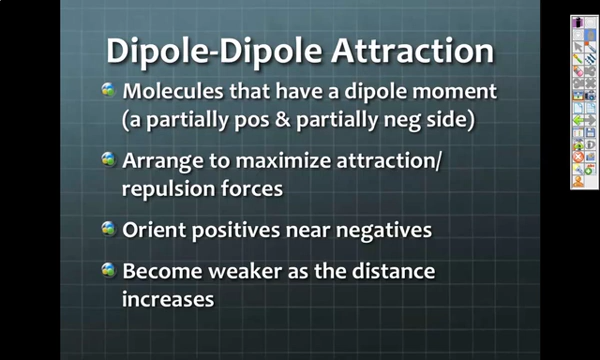 Dipole-Dipole Attraction
Molecules that have a dipole moment
(a partially pos & partially neg side)
Arrange to maximize attraction/
repulsion forces
Orient positives near negatives
Become weaker as the distance
increases